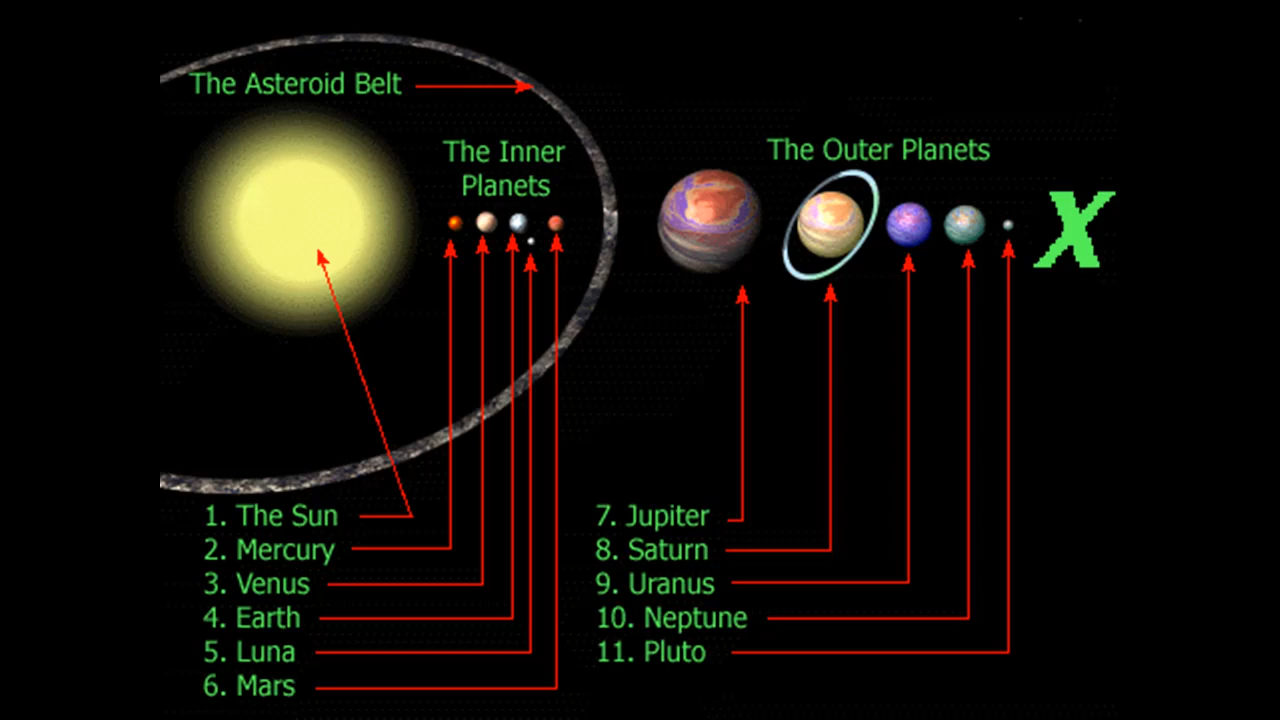 The Asteroid Belt
The Inner
Planets
The Outer Planets
X
1. The Sun
2. Mercury
3. Venus
4. Earth
5. Luna
6. Mars
7. Jupiter
8. Saturn
9. Uranus
10. Neptune
11. Pluto